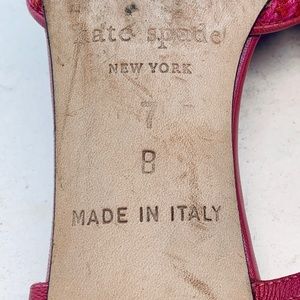 kate spade
NEW YORK
7
B
MADE IN ITALY